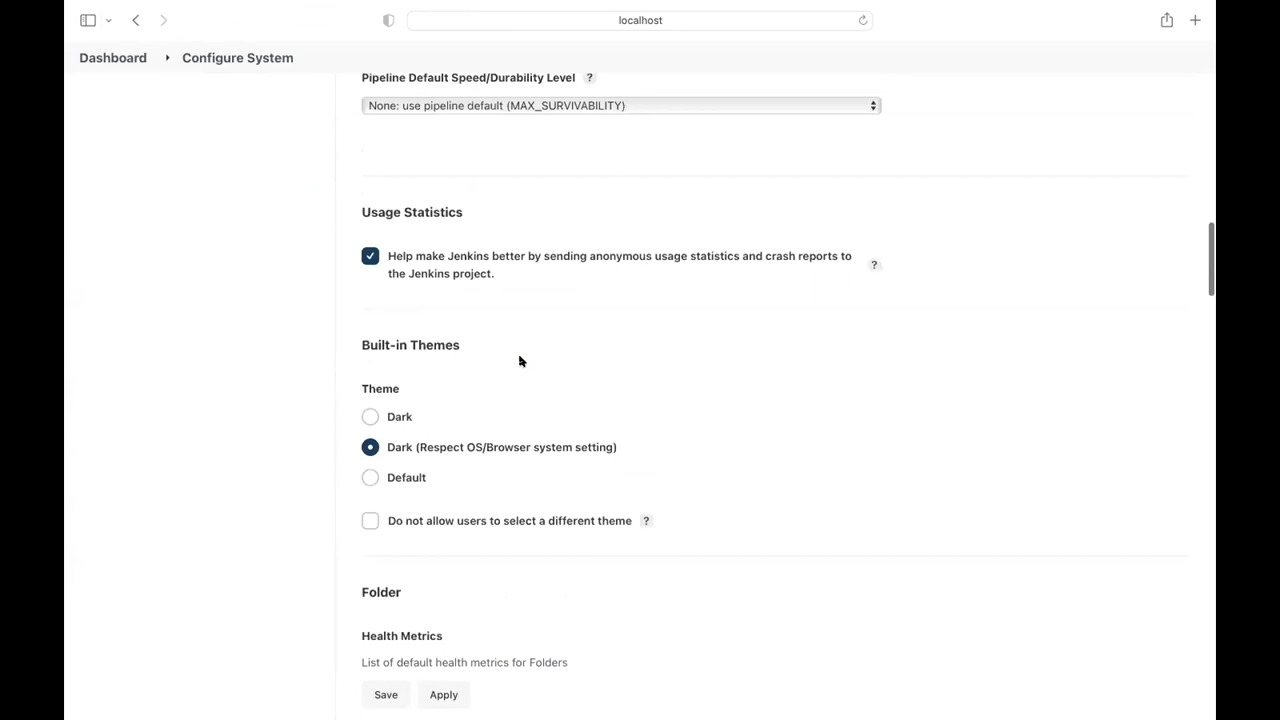 localhost
Dashboard Configure System
Pipeline Default Speed/Durability Level ?
None: use pipeline default (MAX_SURVIVABILITY)
Usage Statistics
Help make Jenkins better by sending anonymous usage statistics and crash reports to
the Jenkins project.
?
Built-in Themes
Theme
Dark
Dark (Respect OS/Browser system setting)
Default
Do not allow users to select a different theme ?
Folder
Health Metrics
List of default health metrics for Folders
Save Apply